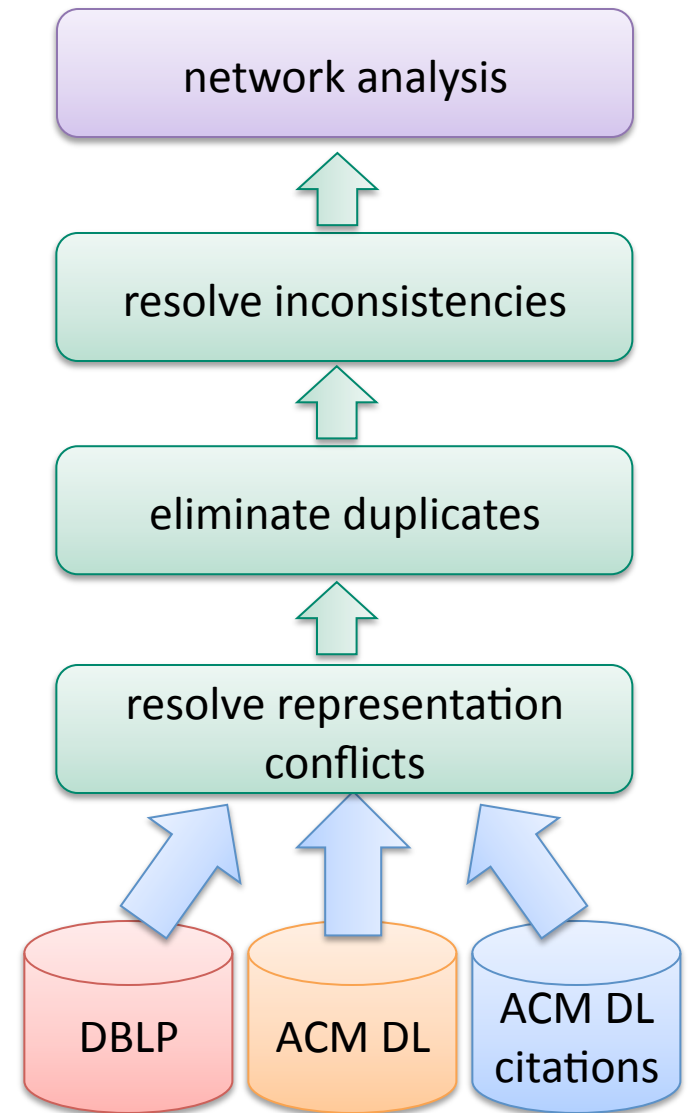 network analysis
resolve inconsistencies
eliminate duplicates
resolve representation
conflicts
DBLP
ACM DL
ACM DL
citations